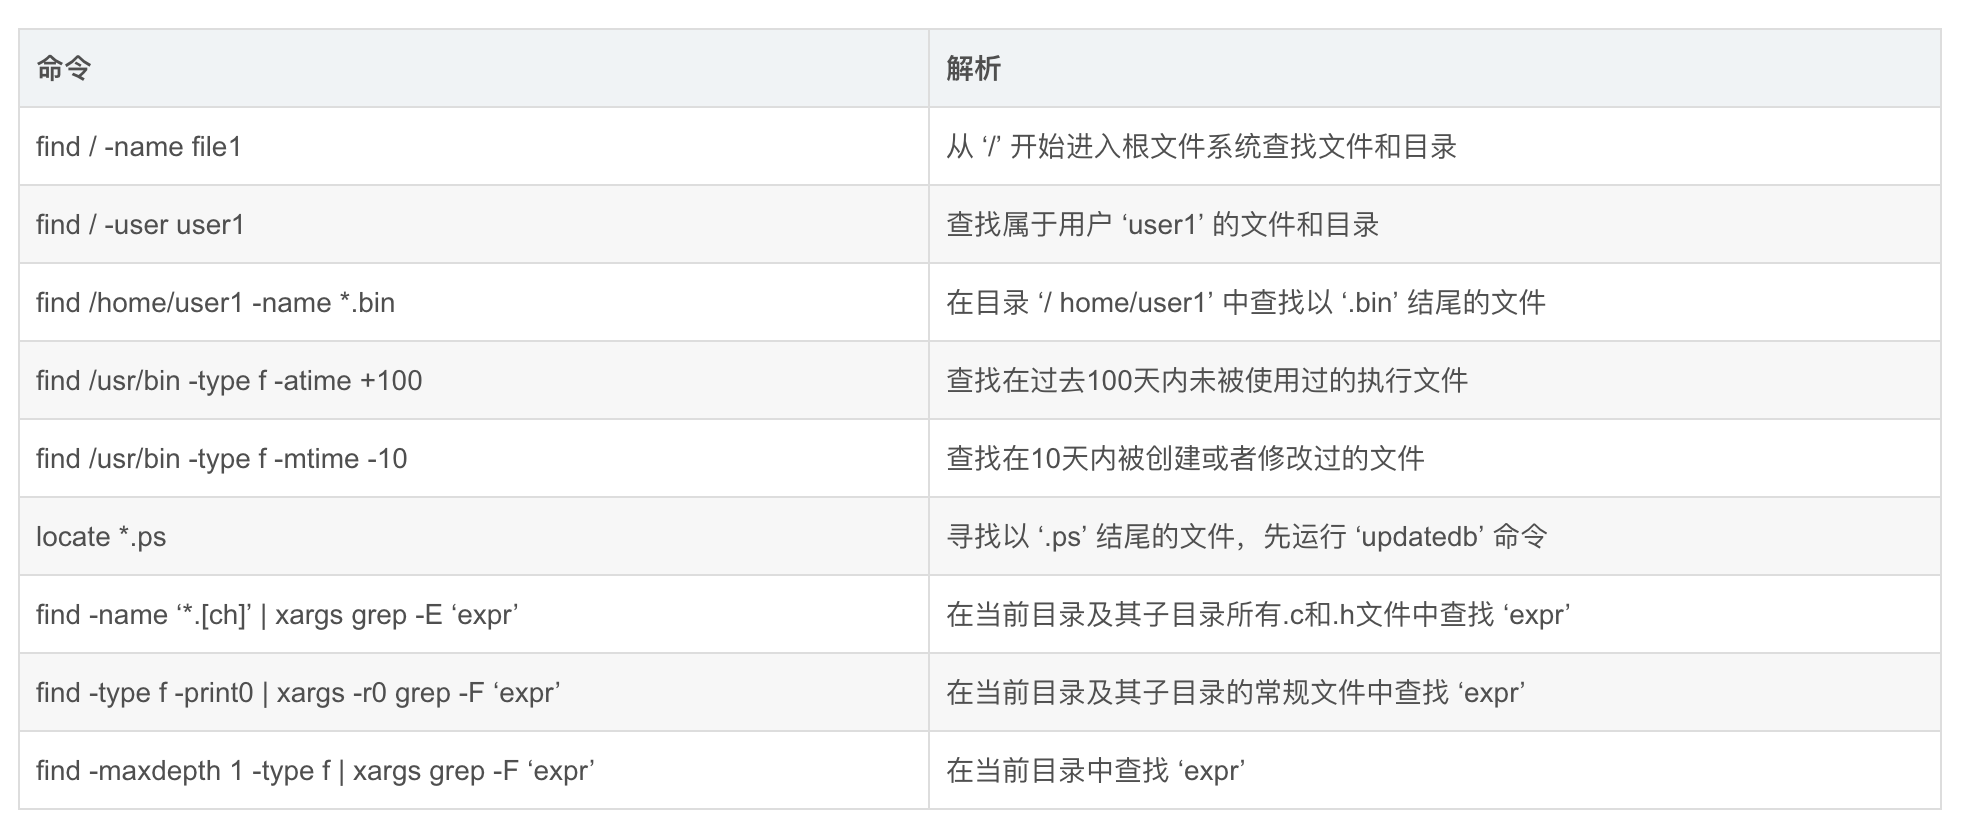 命令
解析
find / -name file1
从 ‘/’ 开始进入根文件系统查找文件和目录
find / -user user1
查找属于用户 ‘user1’ 的文件和目录
find /home/user1 -name *.bin
在目录 ‘/ home/user1’ 中查找以 ‘.bin’ 结尾的文件
find /usr/bin -type f -atime +100
查找在过去100天内未被使用过的执行文件
find /usr/bin -type f -mtime -10
查找在10天内被创建或者修改过的文件
locate *.ps
寻找以 ‘.ps’ 结尾的文件，先运行 ‘updatedb’ 命令
find -name ‘*.[ch]’ | xargs grep -E ‘expr’
在当前目录及其子目录所有.c和.h文件中查找 ‘expr’
find -type f -print0 | xargs -r0 grep -F ‘expr’
在当前目录及其子目录的常规文件中查找 ‘expr’
find -maxdepth 1 -type f | xargs grep -F ‘expr’
在当前目录中查找 ‘expr’